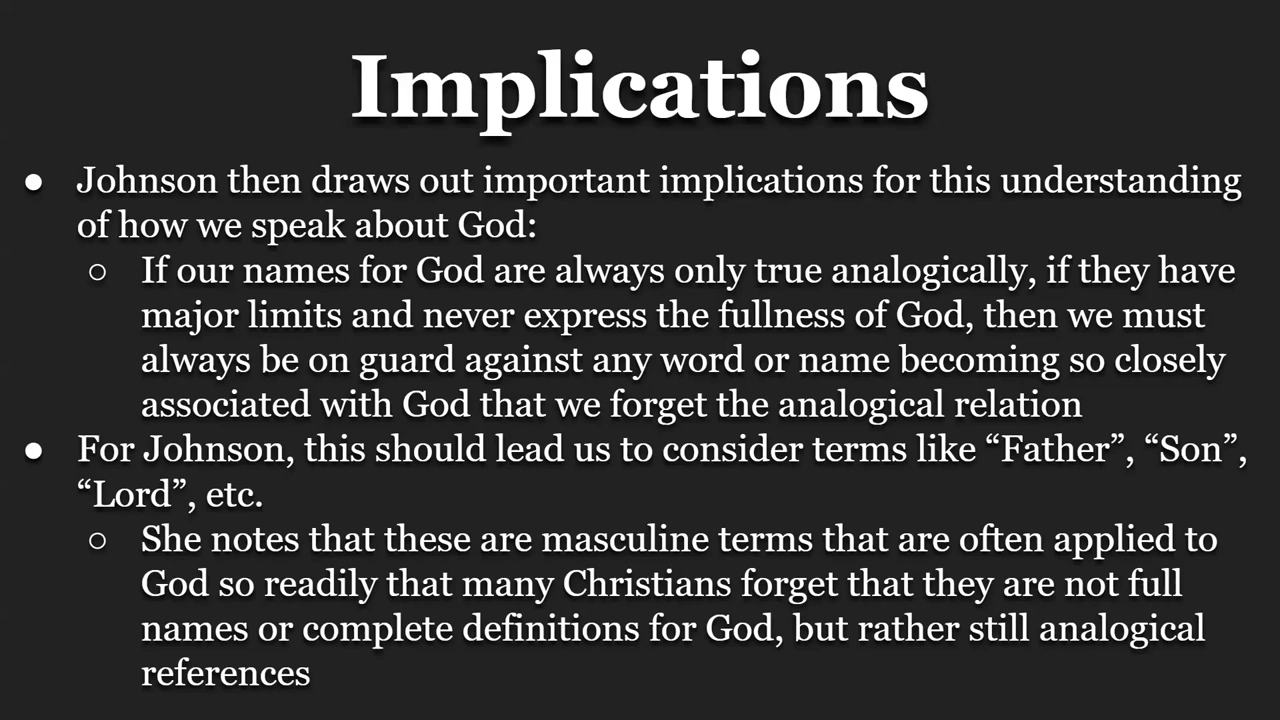 Implications
● Johnson then draws out important implications for this understanding
of how we speak about God:
○ If our names for God are always only true analogically, if they have
major limits and never express the fullness of God, then we must
always be on guard against any word or name becoming so closely
associated with God that we forget the analogical relation
● For Johnson, this should lead us to consider terms like “Father”, “Son”,
“Lord”, etc.
○ She notes that these are masculine terms that are often applied to
God so readily that many Christians forget that they are not full
names or complete definitions for God, but rather still analogical
references